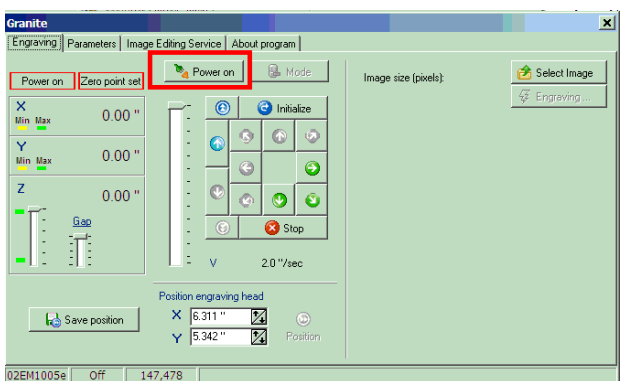 Granite
Engraving Parameters Image Editing Service About program
Power on Zero point set Power on Mode Image size (pixels): Select Image
Engraving...
X 0.00 "
Min Max
Initialize
Y 0.00 "
Min Max
Z 0.00 "
Gap
Stop
V 2.0 "/sec
Position engraving head
Save position
X 6.311 "
Y 5.342 "
Position
02EM1005e Off 147,478